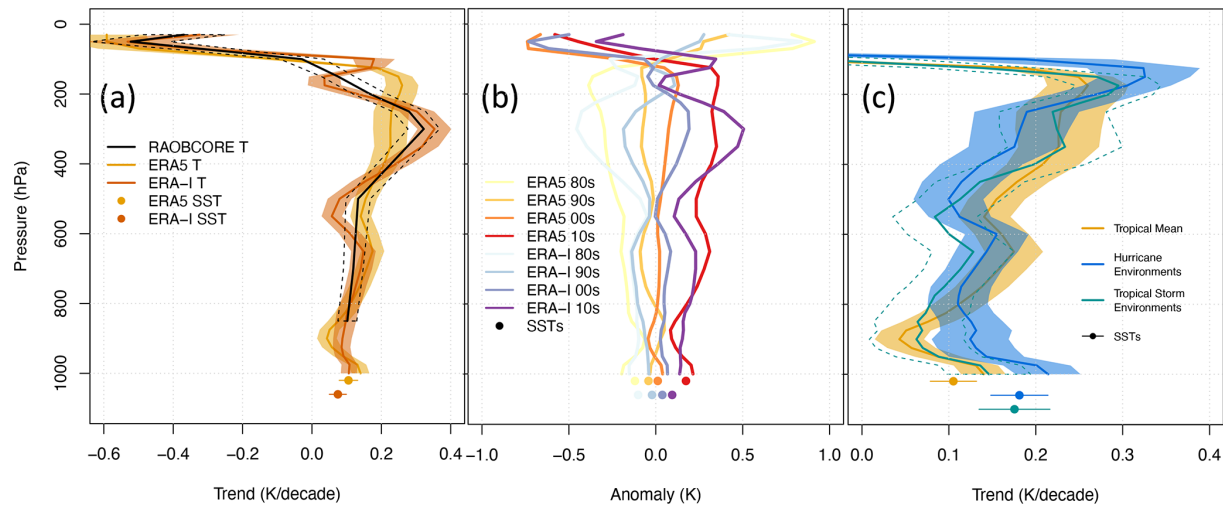 0
200
400
600
800
1000
Pressure (hPa)
(a)
RAOBCORE T
ERA5 T
ERA−I T
ERA5 SST
ERA−I SST
−0.6
−0.4
−0.2
0.0
0.2
0.4
Trend (K/decade)
(b)
ERA5 80s
ERA5 90s
ERA5 00s
ERA5 10s
ERA−I 80s
ERA−I 90s
ERA−I 00s
ERA−I 10s
SSTs
−1.0
−0.5
0.0
0.5
1.0
Anomaly (K)
(c)
Tropical Mean
Hurricane
Environments
Tropical Storm
Environments
SSTs
0.0
0.1
0.2
0.3
0.4
Trend (K/decade)